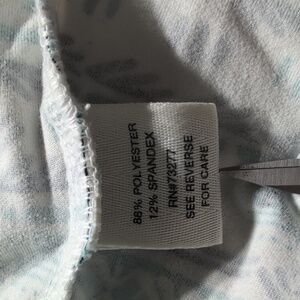 88% POLYESTER
12% SPANDEX
RN#73277
SEE REVERSE
FOR CARE